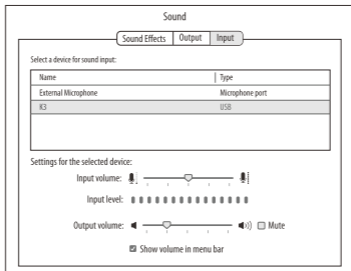 Sound
Sound Effects Output Input
Select a device for sound input:
Name Type
External Microphone Microphone port
K3 USB
Settings for the selected device:
Input volume:
Input level:
Output volume: Mute
Show volume in menu bar